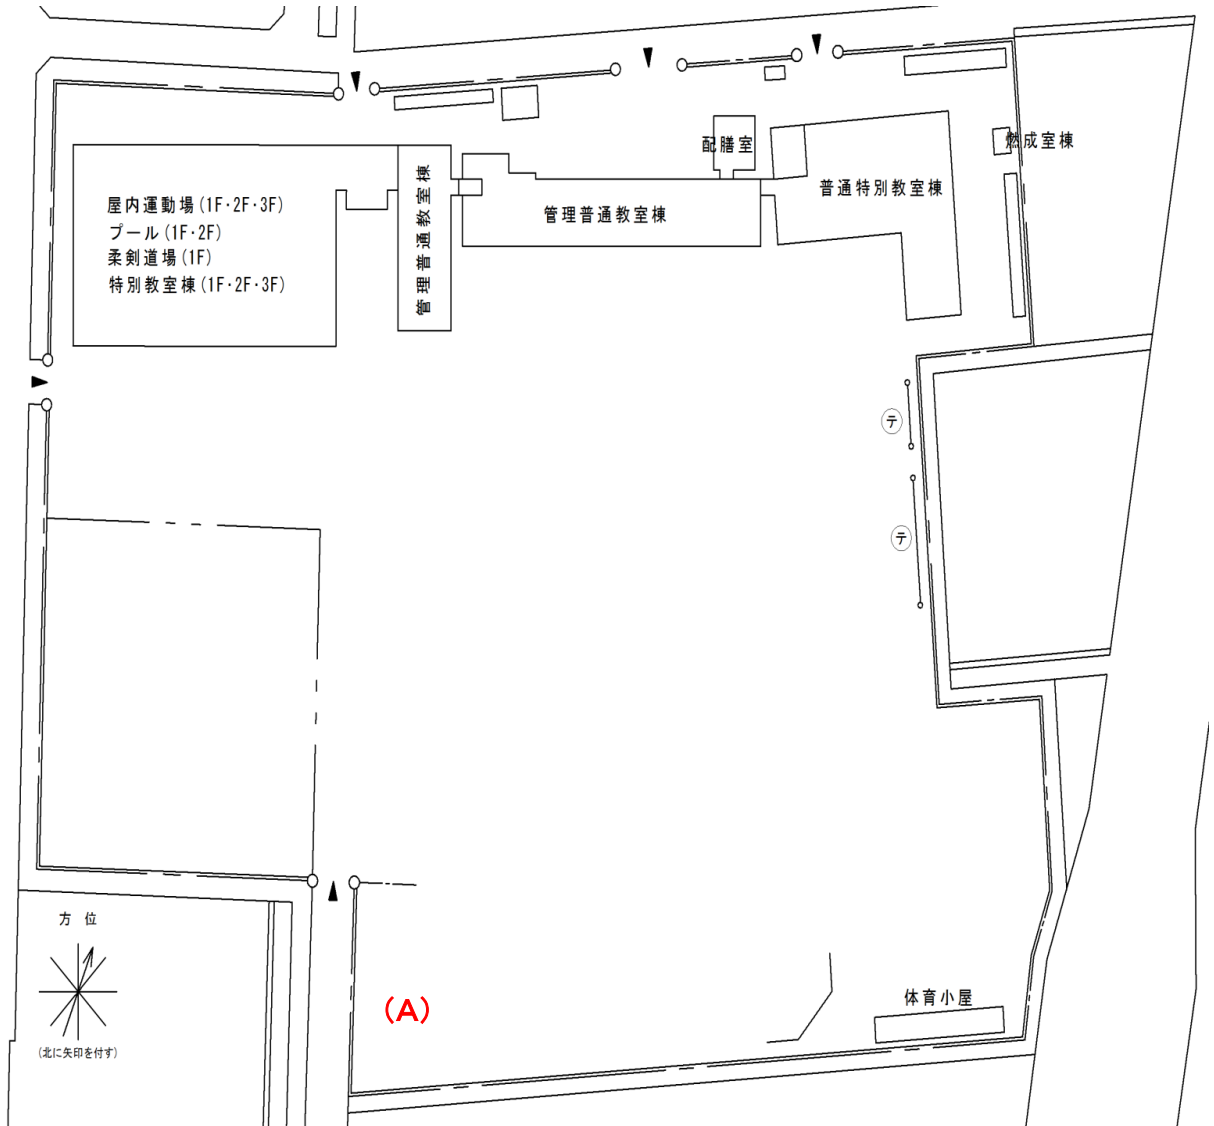 配膳室
燃成室棟
普通特別教室棟
管理普通教室棟
管理普通教室棟
屋内運動場(1F·2F·3F)
プール(1F·2F)
柔剣道場(1F)
特別教室棟(1F·2F·3F)
テ
テ
方位
(北に矢印を付す)
(A)
体育小屋